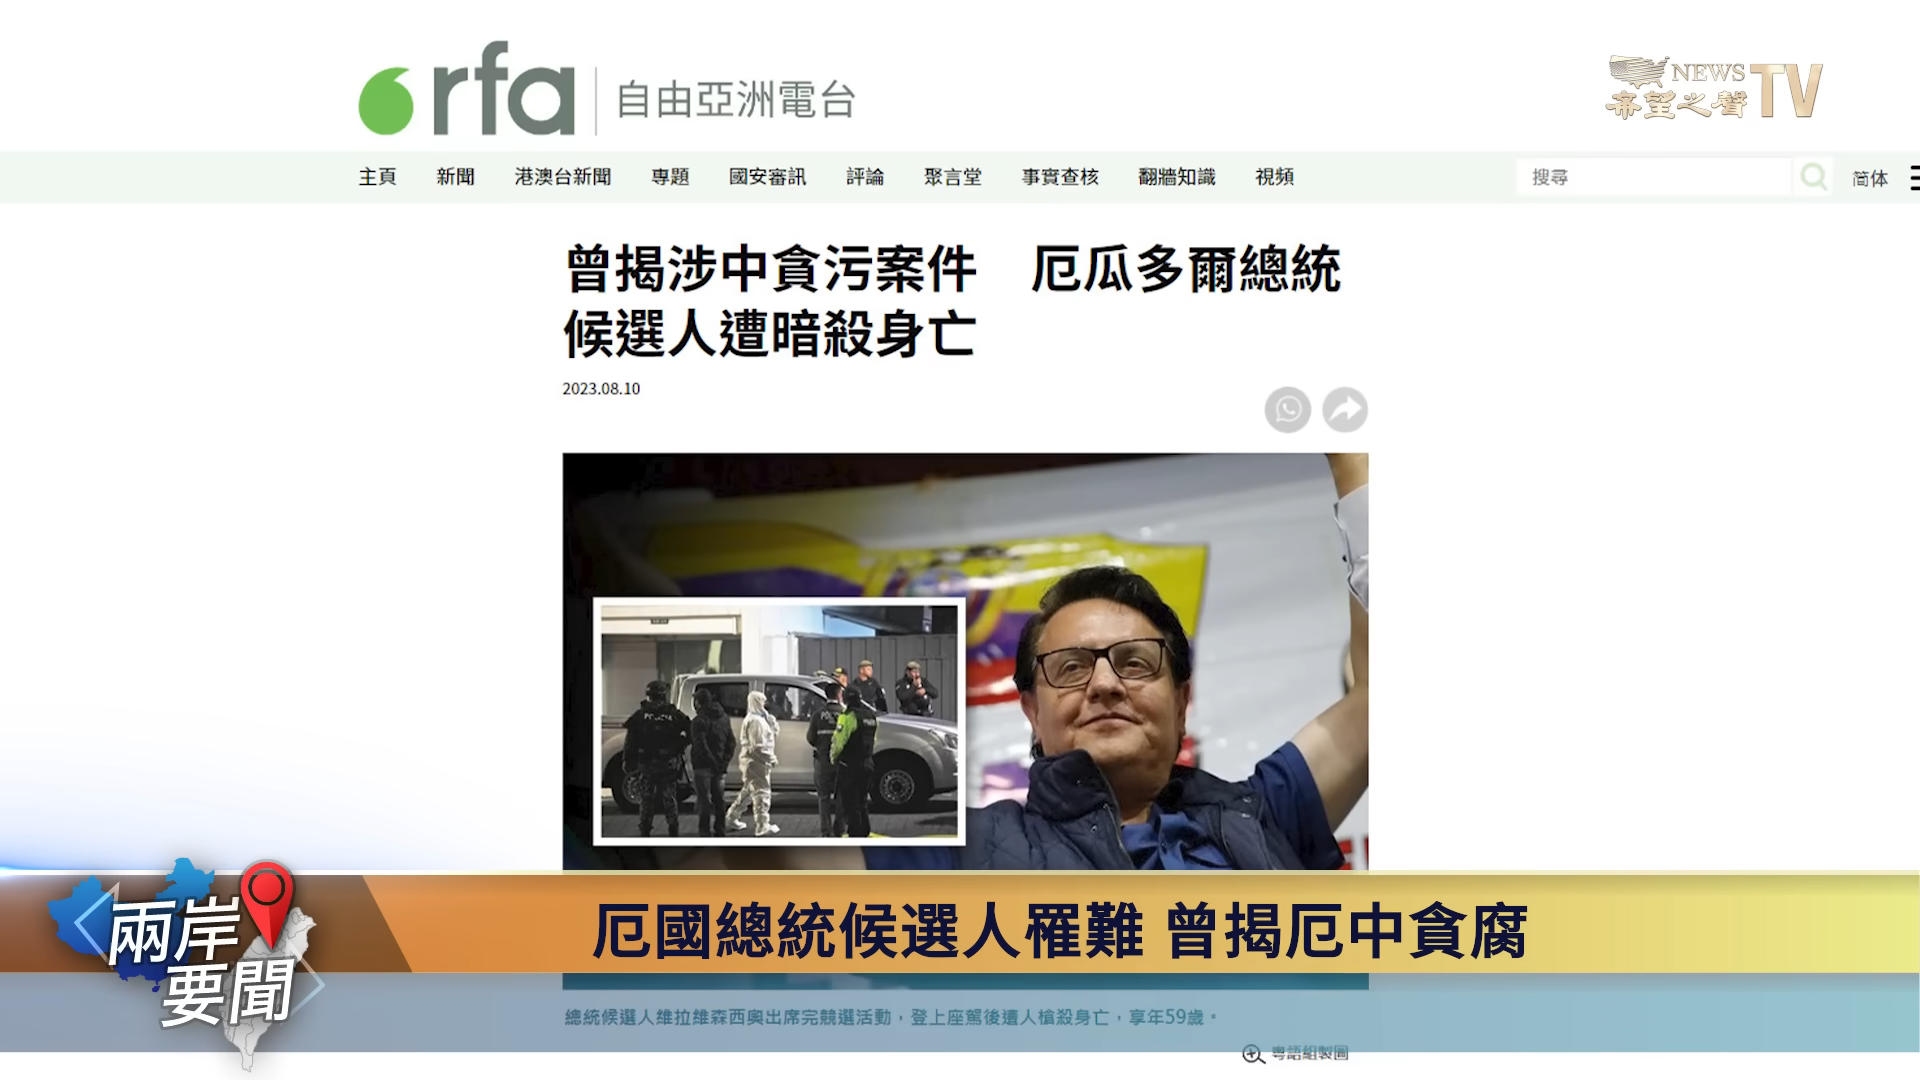 rfa 自由亞洲電台
NEWS
希望之聲 TV
主頁 新聞 港澳台新聞 專題 國安審訊 評論 聚言堂 事實查核 翻牆知識 視頻 搜尋 简体
曾揭涉中貪污案件　厄瓜多爾總統
候選人遭暗殺身亡
2023.08.10
POLICIA
兩岸
要聞
厄國總統候選人罹難 曾揭厄中貪腐
總統候選人維拉維森西奧出席完競選活動，登上座駕後遭人槍殺身亡，享年59歲。
粵語組製圖